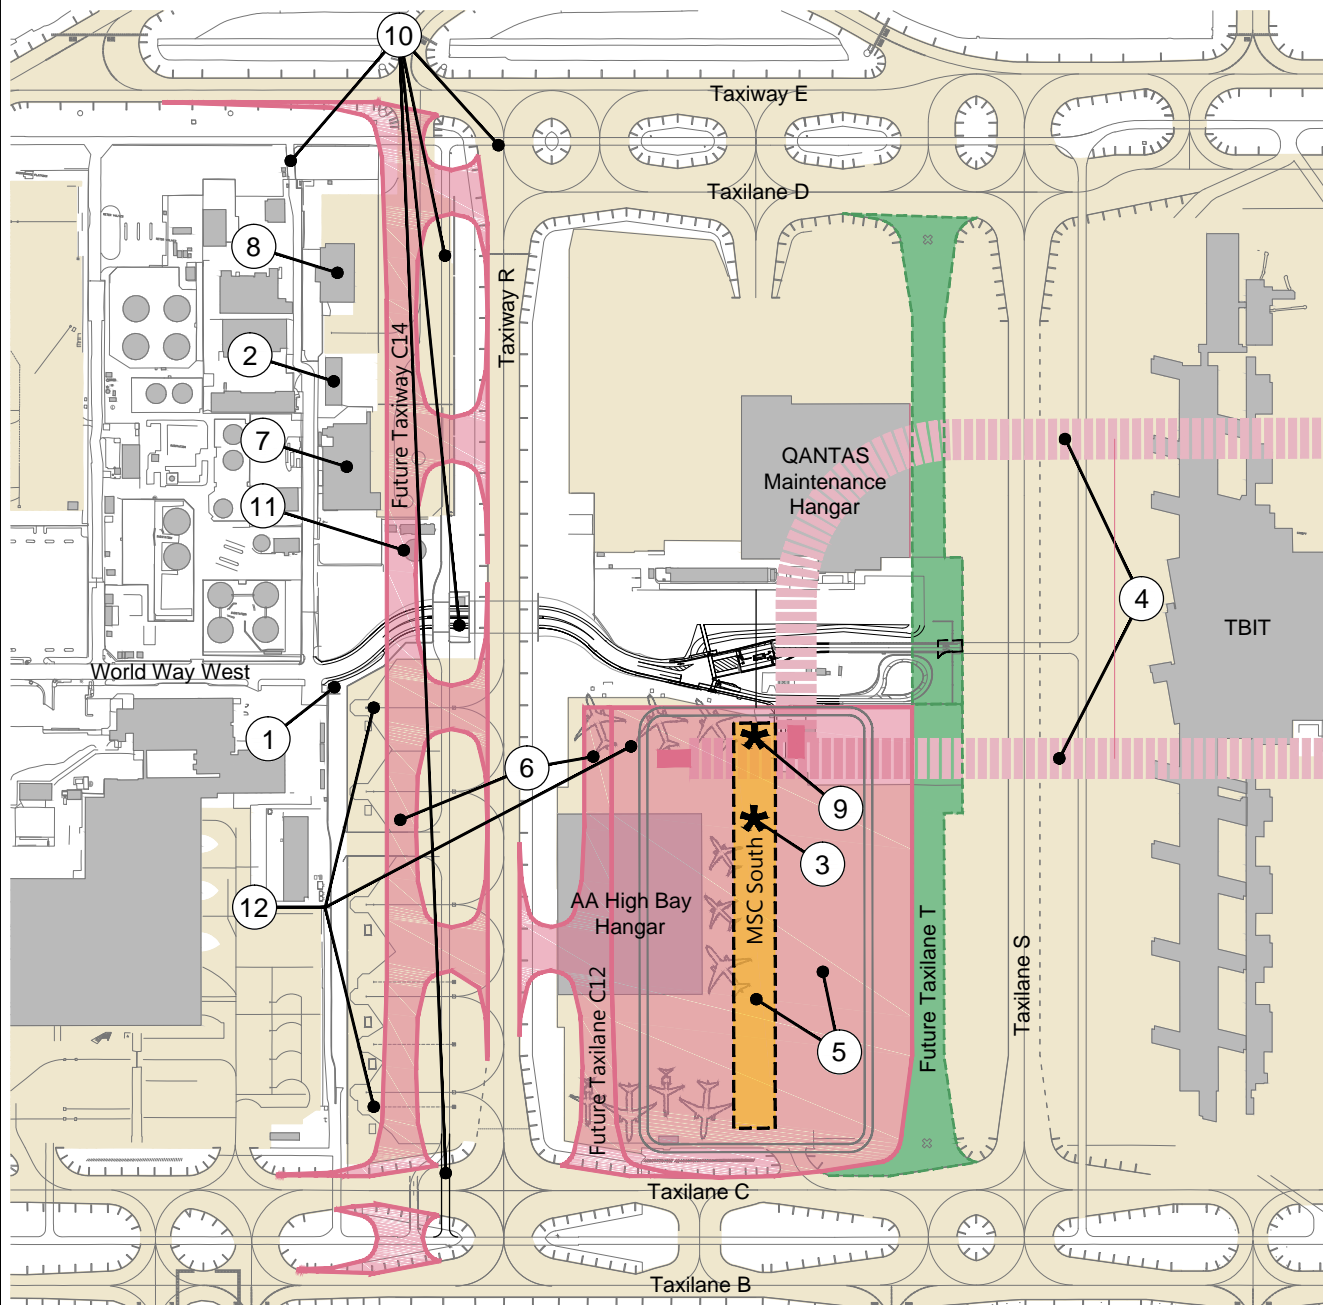 10
Taxiway E
Taxilane D
8
Taxiway R
2
Future Taxiway C14
7
QANTAS
Maintenance
Hangar
11
4
TBIT
World Way West
1
6
9
3
MSC South
12
AA High Bay
Hangar
Future Taxilane C12
5
Future Taxilane T
Taxilane S
Taxilane C
Taxilane B